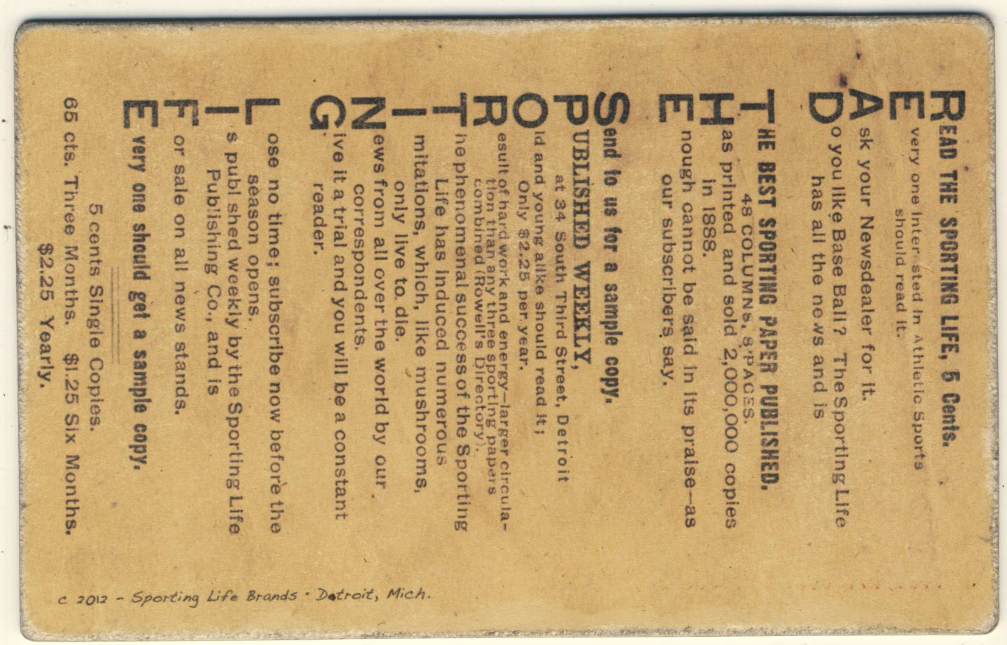 READ THE SPORTING LIFE, 5 Cents.
Every one interested in Athletic Sports
should read it.
Ask your Newsdealer for it.
Do you like Base Ball? The Sporting Life
has all the news and is
THE BEST SPORTING PAPER PUBLISHED.
48 COLUMNS, 8 PAGES.
Has printed and sold 2,000,000 copies
in 1888.
Enough cannot be said in its praise—as
our subscribers say.
Send to us for a sample copy.
PUBLISHED WEEKLY,
at 34 South Third Street, Detroit
Old and young alike should read it;
Only $2.25 per year.
Result of hard work and energy—larger circula-
tion than any three sporting papers
combined. Rowell's Directory.
The phenomenal success of the Sporting
Life has induced numerous
Imitations, which, like mushrooms,
only live to die.
News from all over the world by our
correspondents.
Give it a trial and you will be a constant
reader.
Lose no time; subscribe now before the
season opens.
Is published weekly by the Sporting Life
Publishing Co., and is
For sale on all news stands.
Every one should get a sample copy.
5 cents Single Copies.
65 cts. Three Months. $1.25 Six Months.
$2.25 Yearly.
c 2012 - Sporting Life Brands · Detroit, Mich.